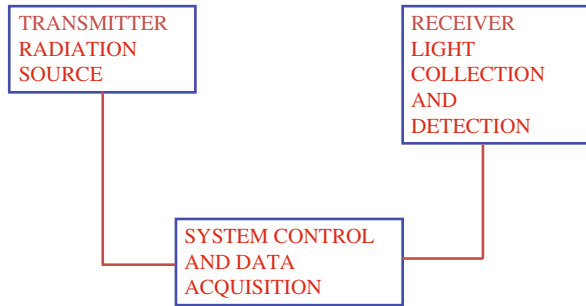 TRANSMITTER
RADIATION
SOURCE
RECEIVER
LIGHT
COLLECTION
AND
DETECTION
SYSTEM CONTROL
AND DATA
ACQUISITION